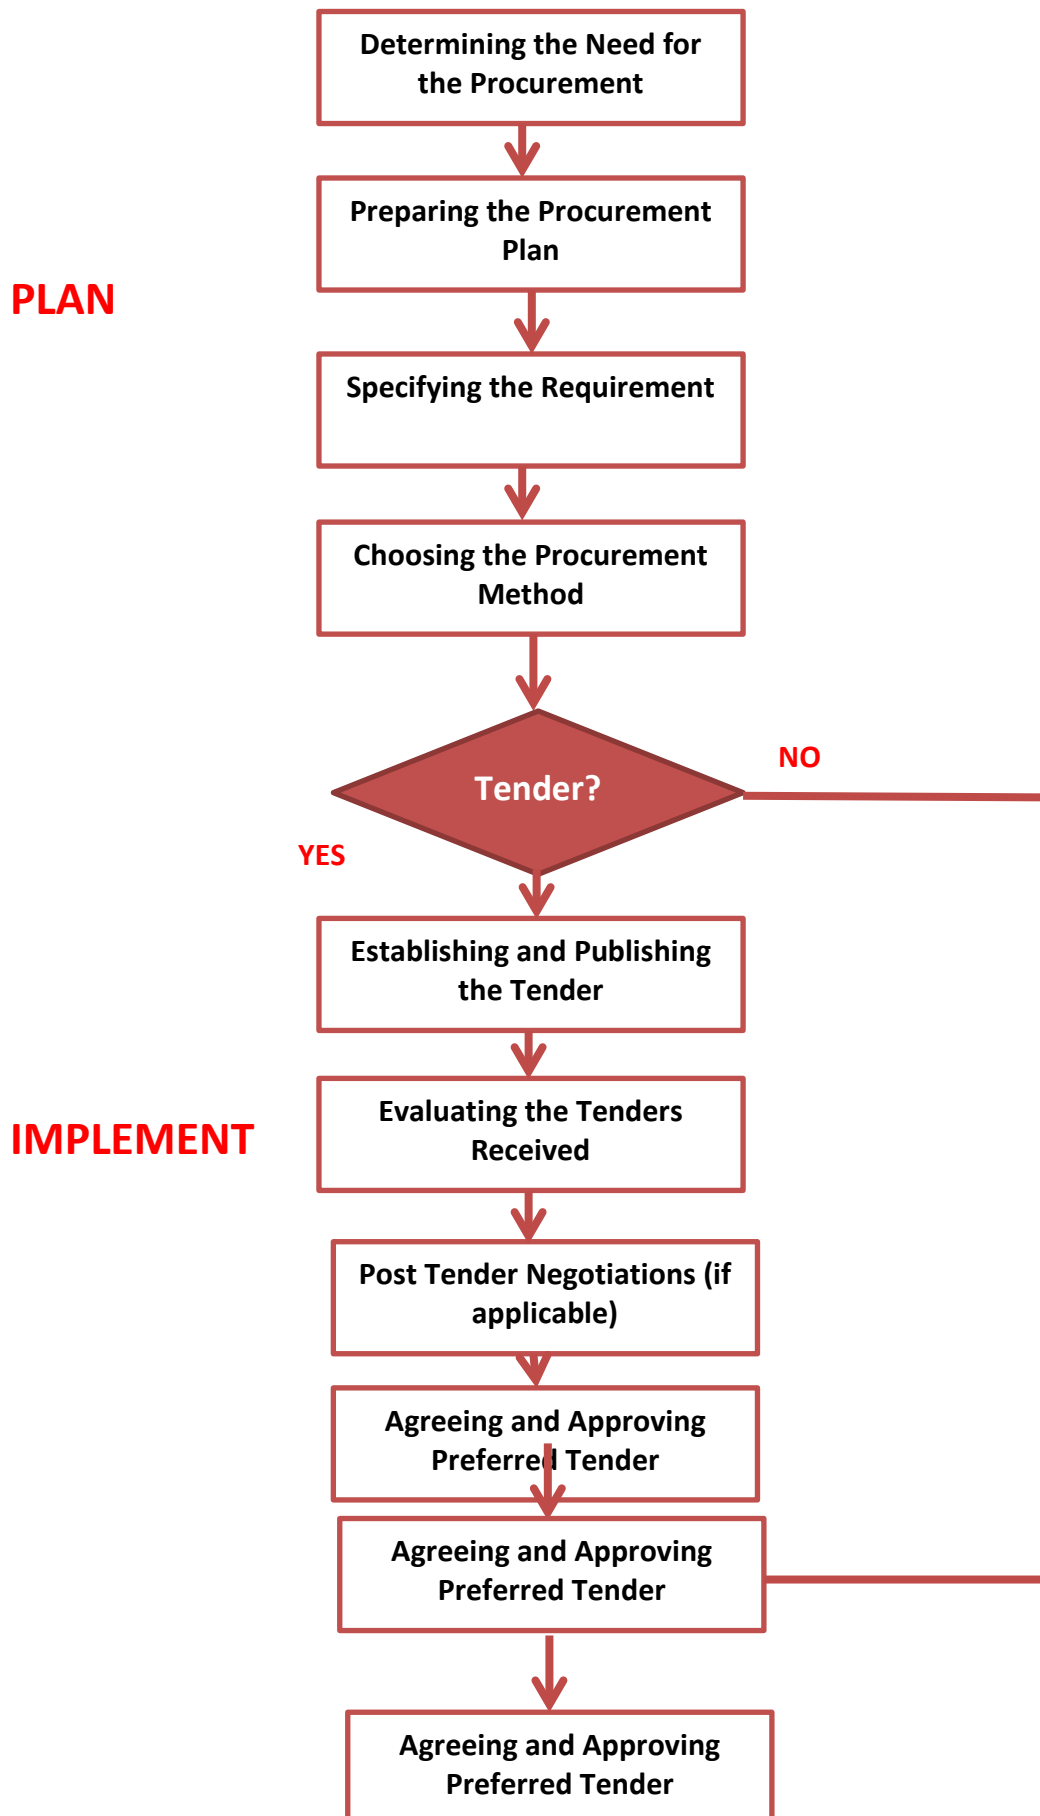 Determining the Need for
the Procurement
Preparing the Procurement
Plan
PLAN
Specifying the Requirement
Choosing the Procurement
Method
Tender?
NO
YES
Establishing and Publishing
the Tender
Evaluating the Tenders
Received
IMPLEMENT
Post Tender Negotiations (if
applicable)
Agreeing and Approving
Preferred Tender
Agreeing and Approving
Preferred Tender
Agreeing and Approving
Preferred Tender